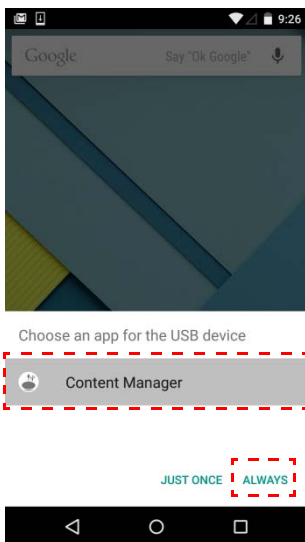 9:26
Google Say "Ok Google"
Choose an app for the USB device
Content Manager
JUST ONCE ALWAYS